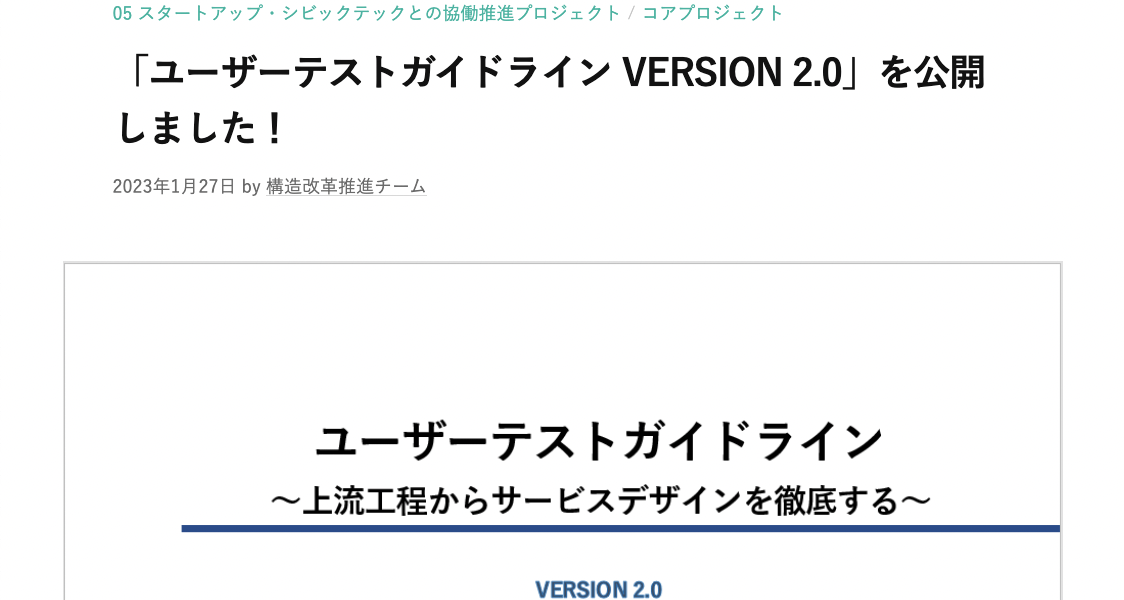 05 スタートアップ・シビックテックとの協働推進プロジェクト / コアプロジェクト
「ユーザーテストガイドライン VERSION 2.0」を公開
しました！
2023年1月27日 by 構造改革推進チーム
ユーザーテストガイドライン
～上流工程からサービスデザインを徹底する～
VERSION 2.0